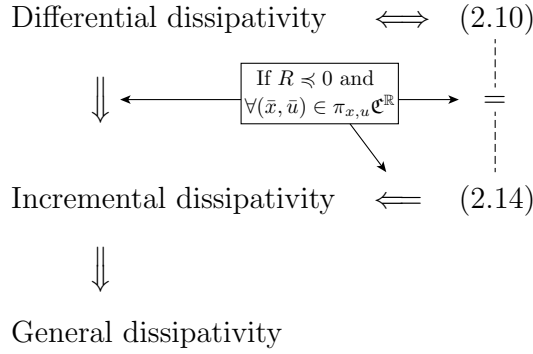 Differential dissipativity ⟺ (2.10)
If R ≼ 0 and
∀(x̄, ū) ∈ π_{x,u}ℭ^ℝ
⇓ =
Incremental dissipativity ⟸ (2.14)
⇓
General dissipativity